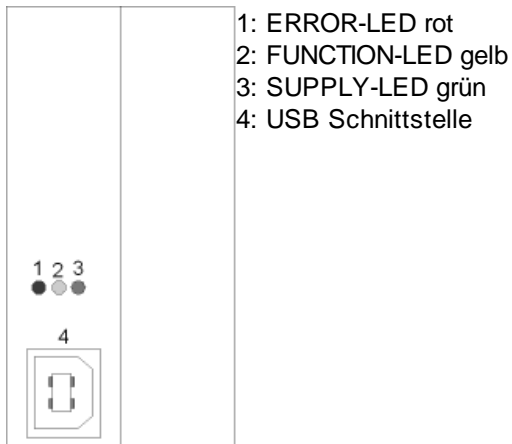 1: ERROR-LED rot
2: FUNCTION-LED gelb
3: SUPPLY-LED grün
4: USB Schnittstelle
1 2 3
4